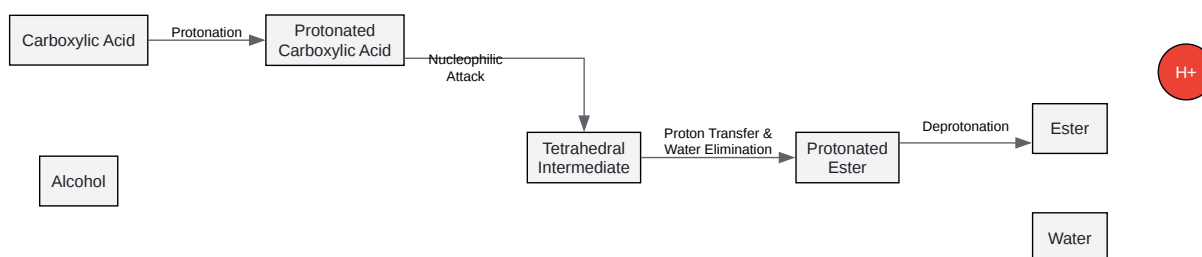 Carboxylic Acid
Protonation
Protonated
Carboxylic Acid
Nucleophilic
Attack
H+
Tetrahedral
Intermediate
Proton Transfer &
Water Elimination
Protonated
Ester
Deprotonation
Ester
Alcohol
Water